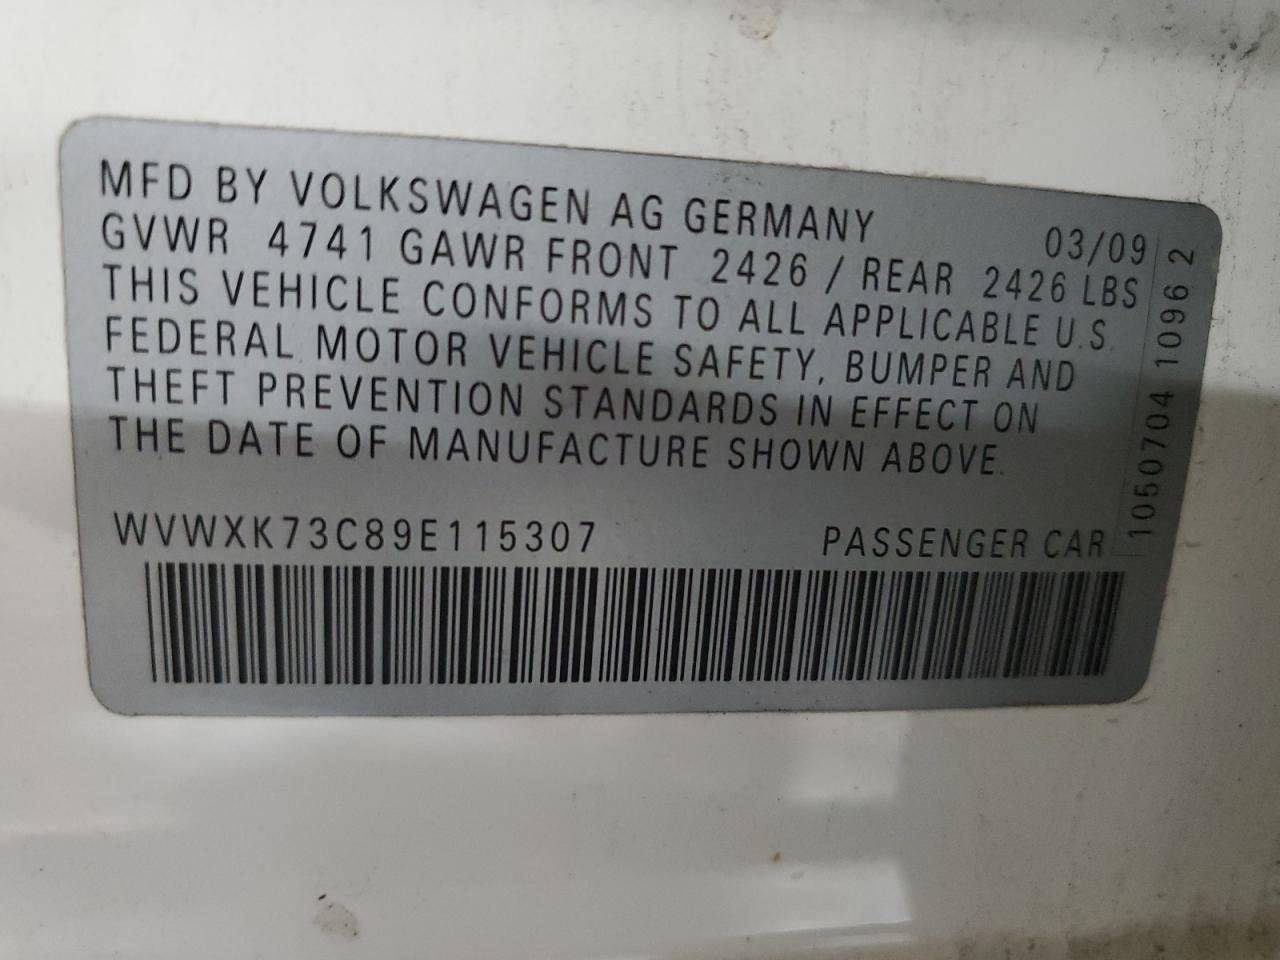 MFD BY VOLKSWAGEN AG GERMANY 03/09
GVWR 4741 GAWR FRONT 2426 / REAR 2426 LBS
THIS VEHICLE CONFORMS TO ALL APPLICABLE U.S.
FEDERAL MOTOR VEHICLE SAFETY, BUMPER AND
THEFT PREVENTION STANDARDS IN EFFECT ON
THE DATE OF MANUFACTURE SHOWN ABOVE.
WVWXK73C89E115307 PASSENGER CAR
1050704 1096 2